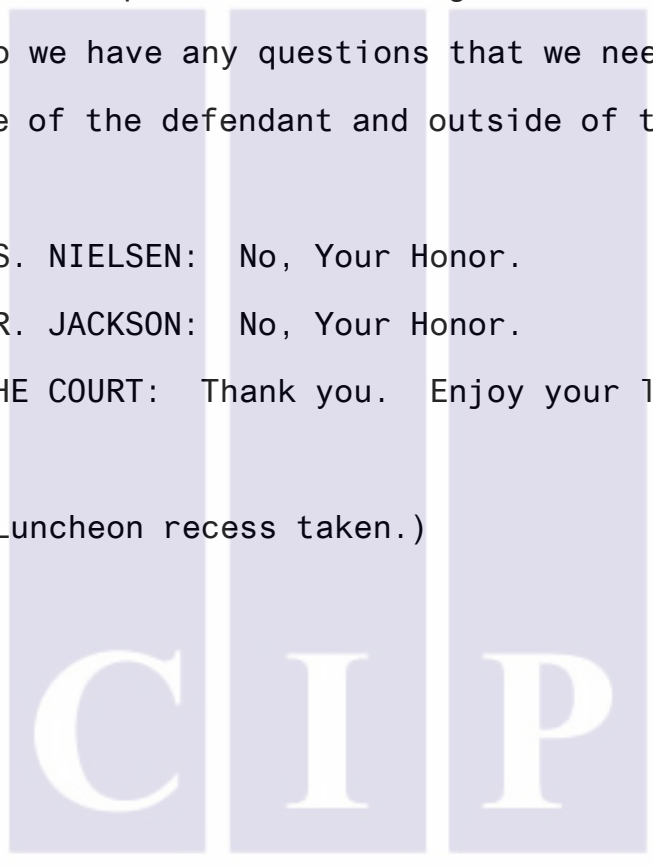 o we have any questions that we nee
e of the defendant and outside of t
S. NIELSEN: No, Your Honor.
R. JACKSON: No, Your Honor.
HE COURT: Thank you. Enjoy your l
Luncheon recess taken.)
C I P